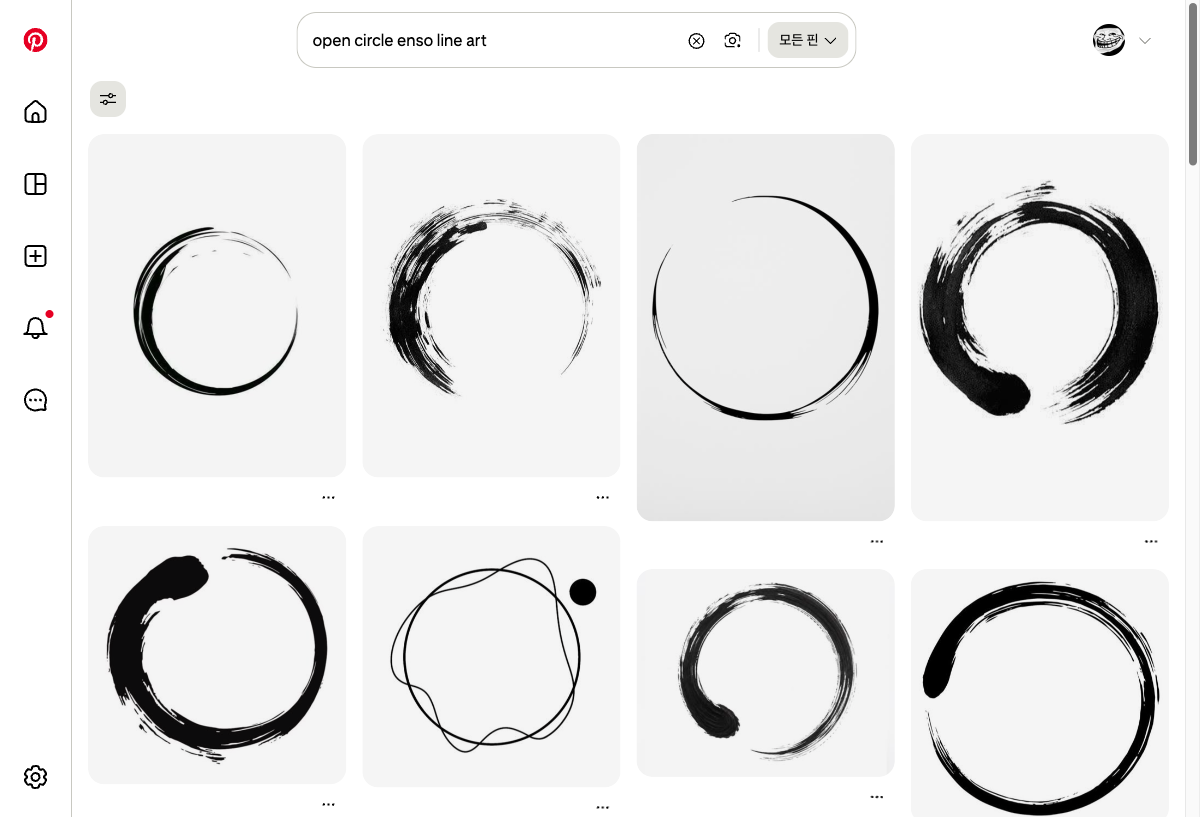 open circle enso line art
모든 핀